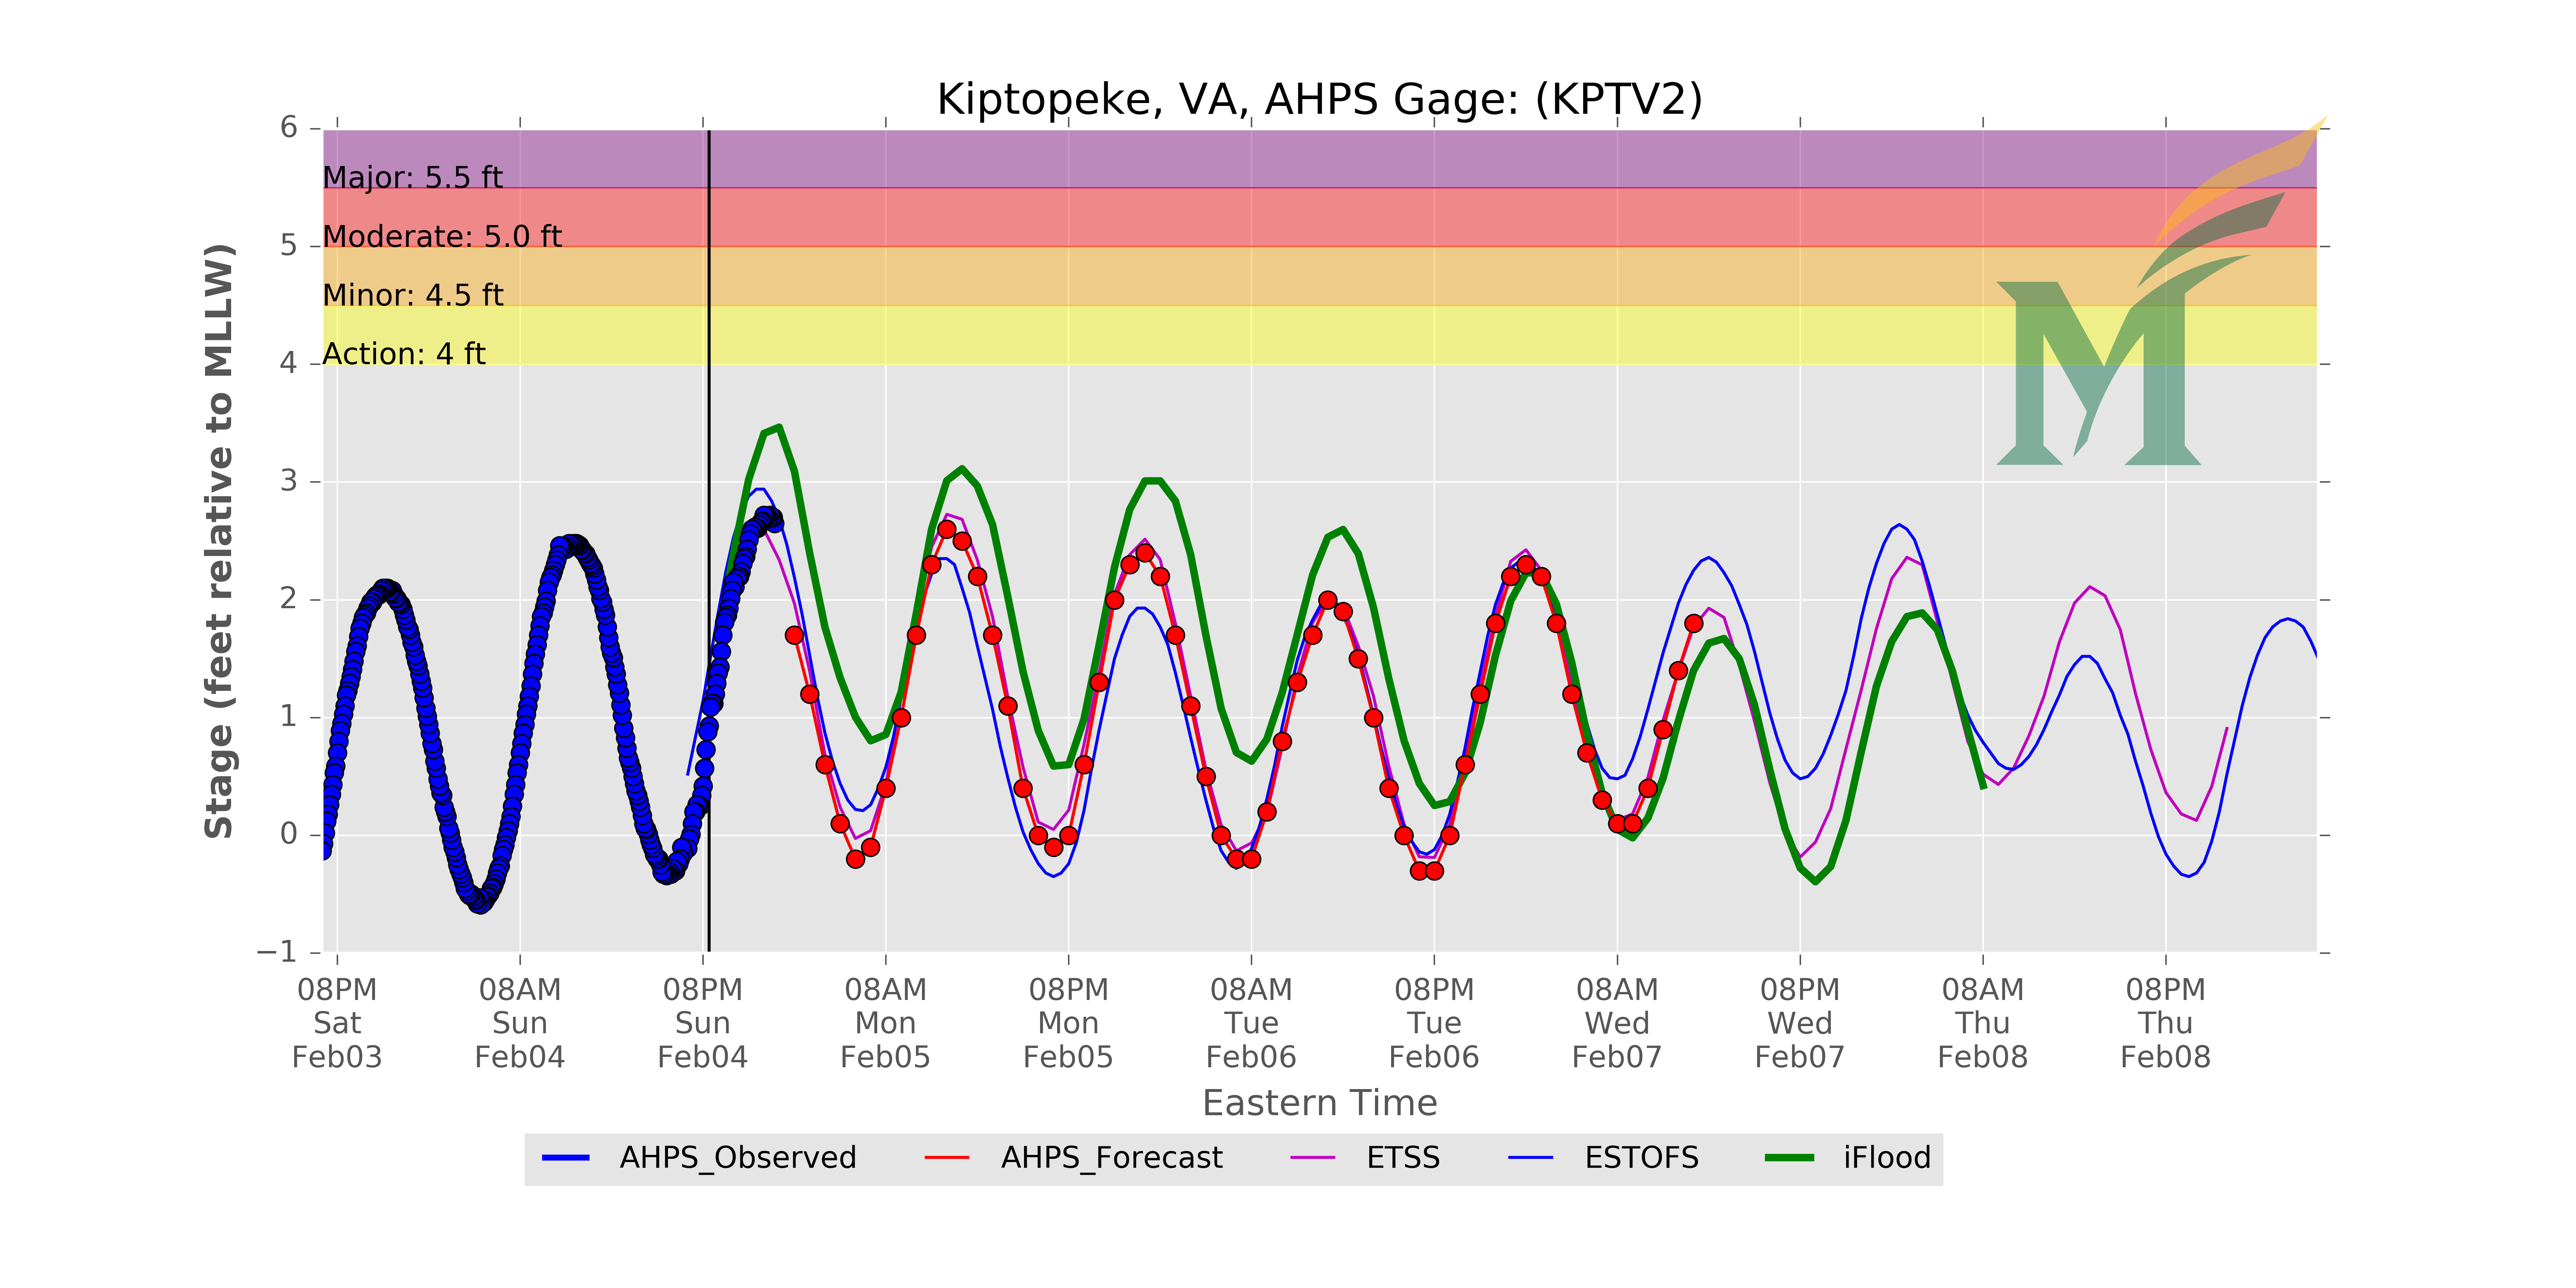 Kiptopeke, VA, AHPS Gage: (KPTV2)
6
5
4
3
2
1
0
−1
Stage (feet relative to MLLW)
Major: 5.5 ft
Moderate: 5.0 ft
Minor: 4.5 ft
Action: 4 ft
M
08PM Sat Feb03
08AM Sun Feb04
08PM Sun Feb04
08AM Mon Feb05
08PM Mon Feb05
08AM Tue Feb06
08PM Tue Feb06
08AM Wed Feb07
08PM Wed Feb07
08AM Thu Feb08
08PM Thu Feb08
Eastern Time
AHPS_Observed
AHPS_Forecast
ETSS
ESTOFS
iFlood